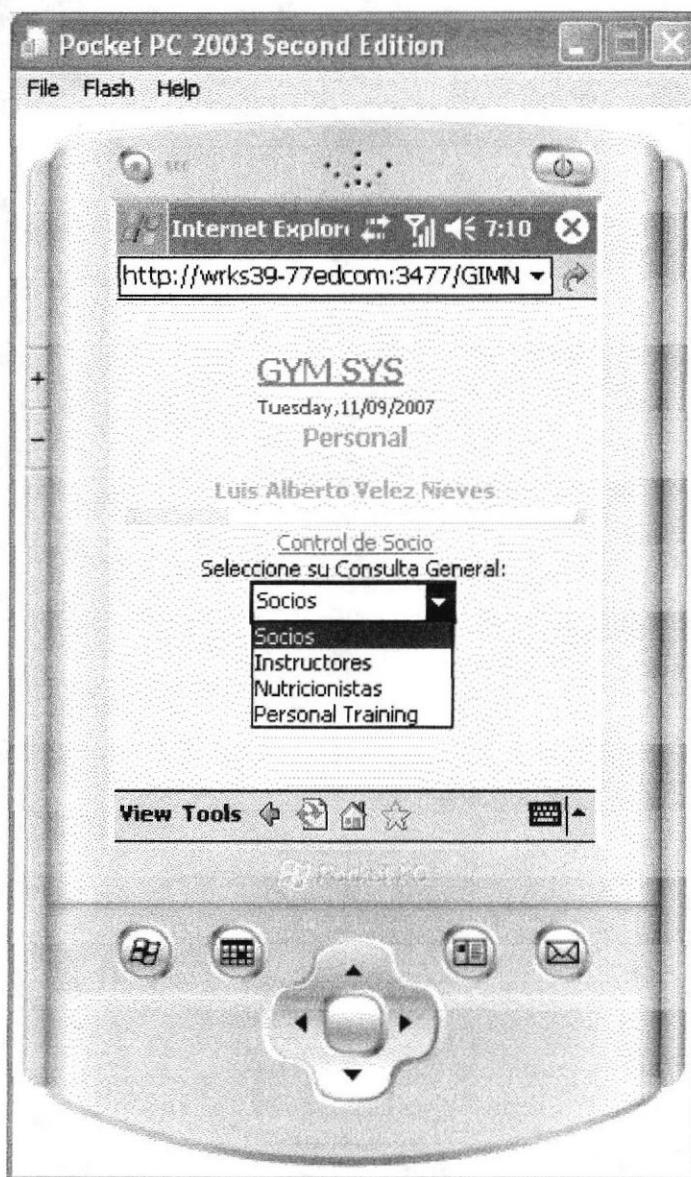 Pocket PC 2003 Second Edition
File Flash Help
Internet Explor 7:10
http://wrks39-77edcom:3477/GIMN
GYM SYS
Tuesday,11/09/2007
Personal
Luis Alberto Velez Nieves
Control de Socio
Seleccione su Consulta General:
Socios
Socios
Instructores
Nutricionistas
Personal Training
View Tools
Pocket PC